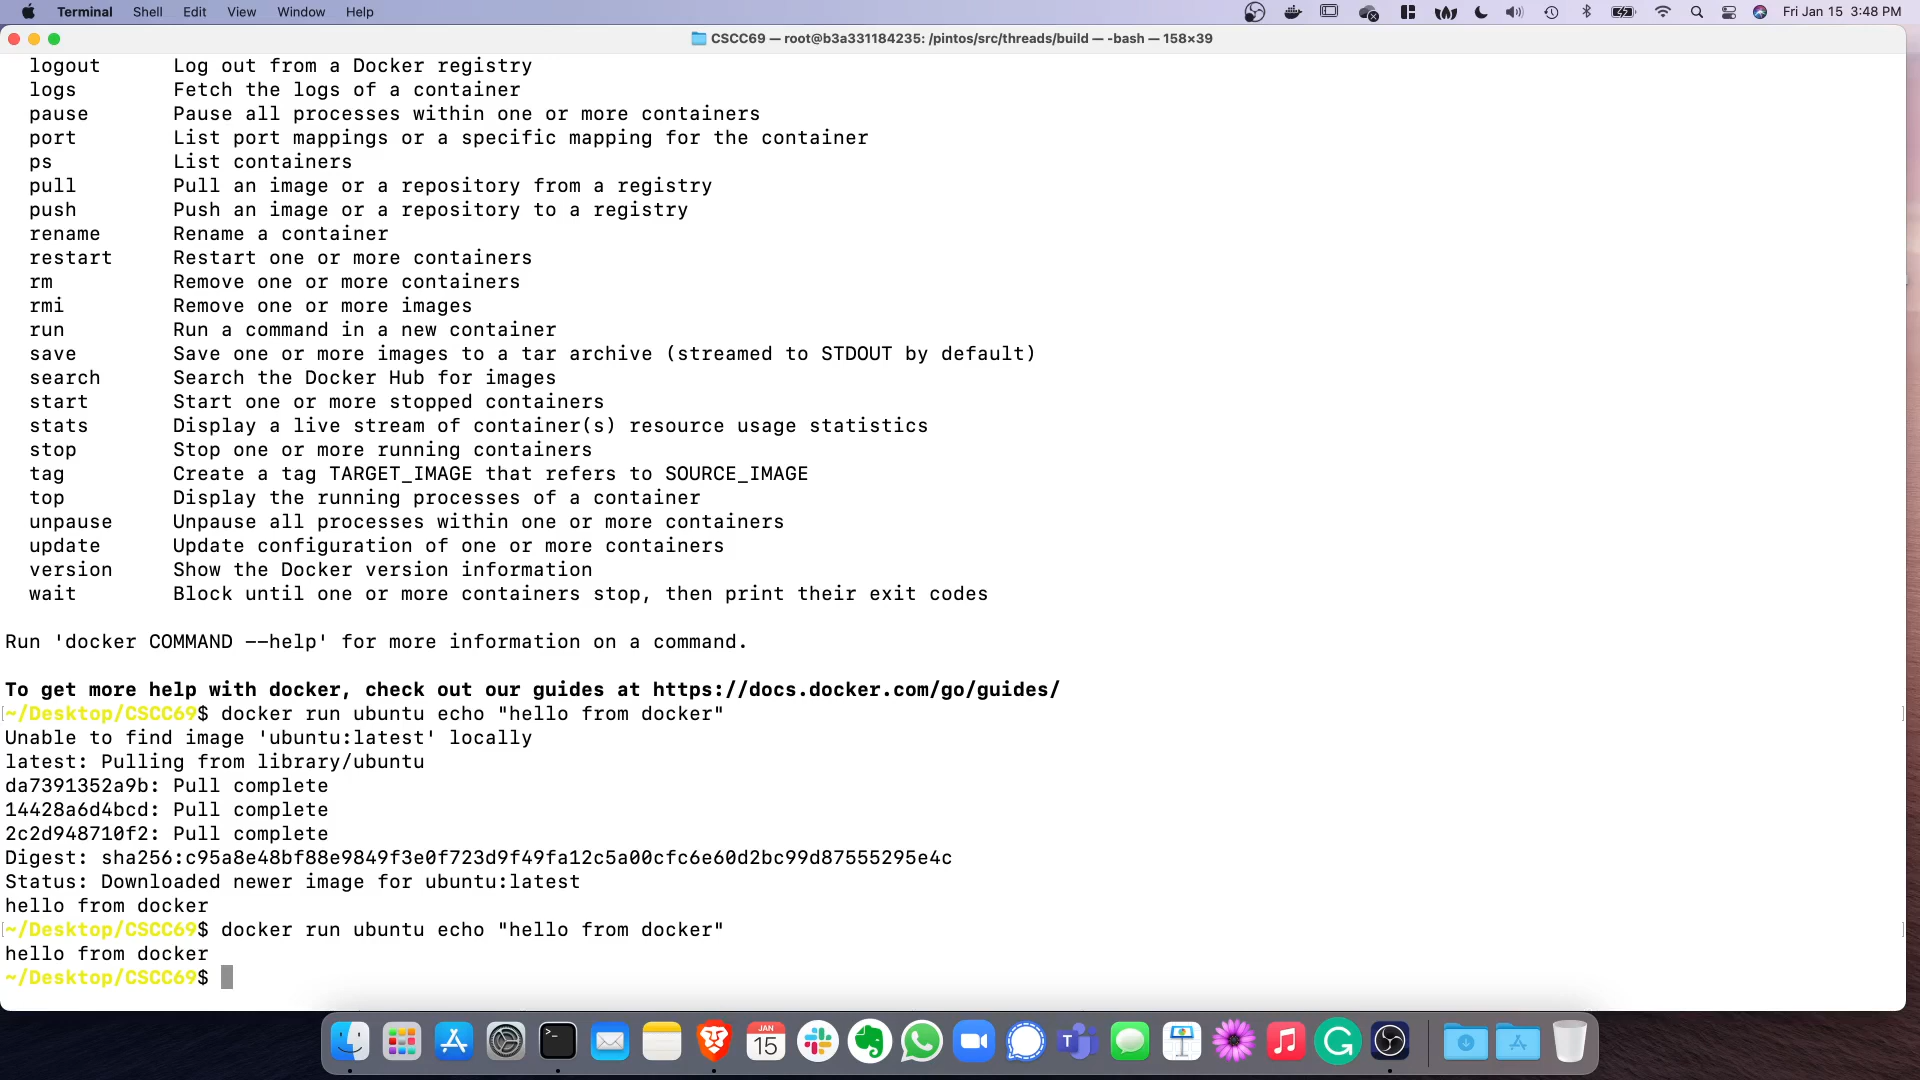 Terminal Shell Edit View Window Help Fri Jan 15 3:48 PM
CSCC69 — root@b3a331184235: /pintos/src/threads/build — -bash — 158×39
logout Log out from a Docker registry
logs Fetch the logs of a container
pause Pause all processes within one or more containers
port List port mappings or a specific mapping for the container
ps List containers
pull Pull an image or a repository from a registry
push Push an image or a repository to a registry
rename Rename a container
restart Restart one or more containers
rm Remove one or more containers
rmi Remove one or more images
run Run a command in a new container
save Save one or more images to a tar archive (streamed to STDOUT by default)
search Search the Docker Hub for images
start Start one or more stopped containers
stats Display a live stream of container(s) resource usage statistics
stop Stop one or more running containers
tag Create a tag TARGET_IMAGE that refers to SOURCE_IMAGE
top Display the running processes of a container
unpause Unpause all processes within one or more containers
update Update configuration of one or more containers
version Show the Docker version information
wait Block until one or more containers stop, then print their exit codes
Run 'docker COMMAND --help' for more information on a command.
To get more help with docker, check out our guides at https://docs.docker.com/go/guides/
~/Desktop/CSCC69$ docker run ubuntu echo "hello from docker"
Unable to find image 'ubuntu:latest' locally
latest: Pulling from library/ubuntu
da7391352a9b: Pull complete
14428a6d4bcd: Pull complete
2c2d948710f2: Pull complete
Digest: sha256:c95a8e48bf88e9849f3e0f723d9f49fa12c5a00cfc6e60d2bc99d87555295e4c
Status: Downloaded newer image for ubuntu:latest
hello from docker
~/Desktop/CSCC69$ docker run ubuntu echo "hello from docker"
hello from docker
~/Desktop/CSCC69$
JAN
15